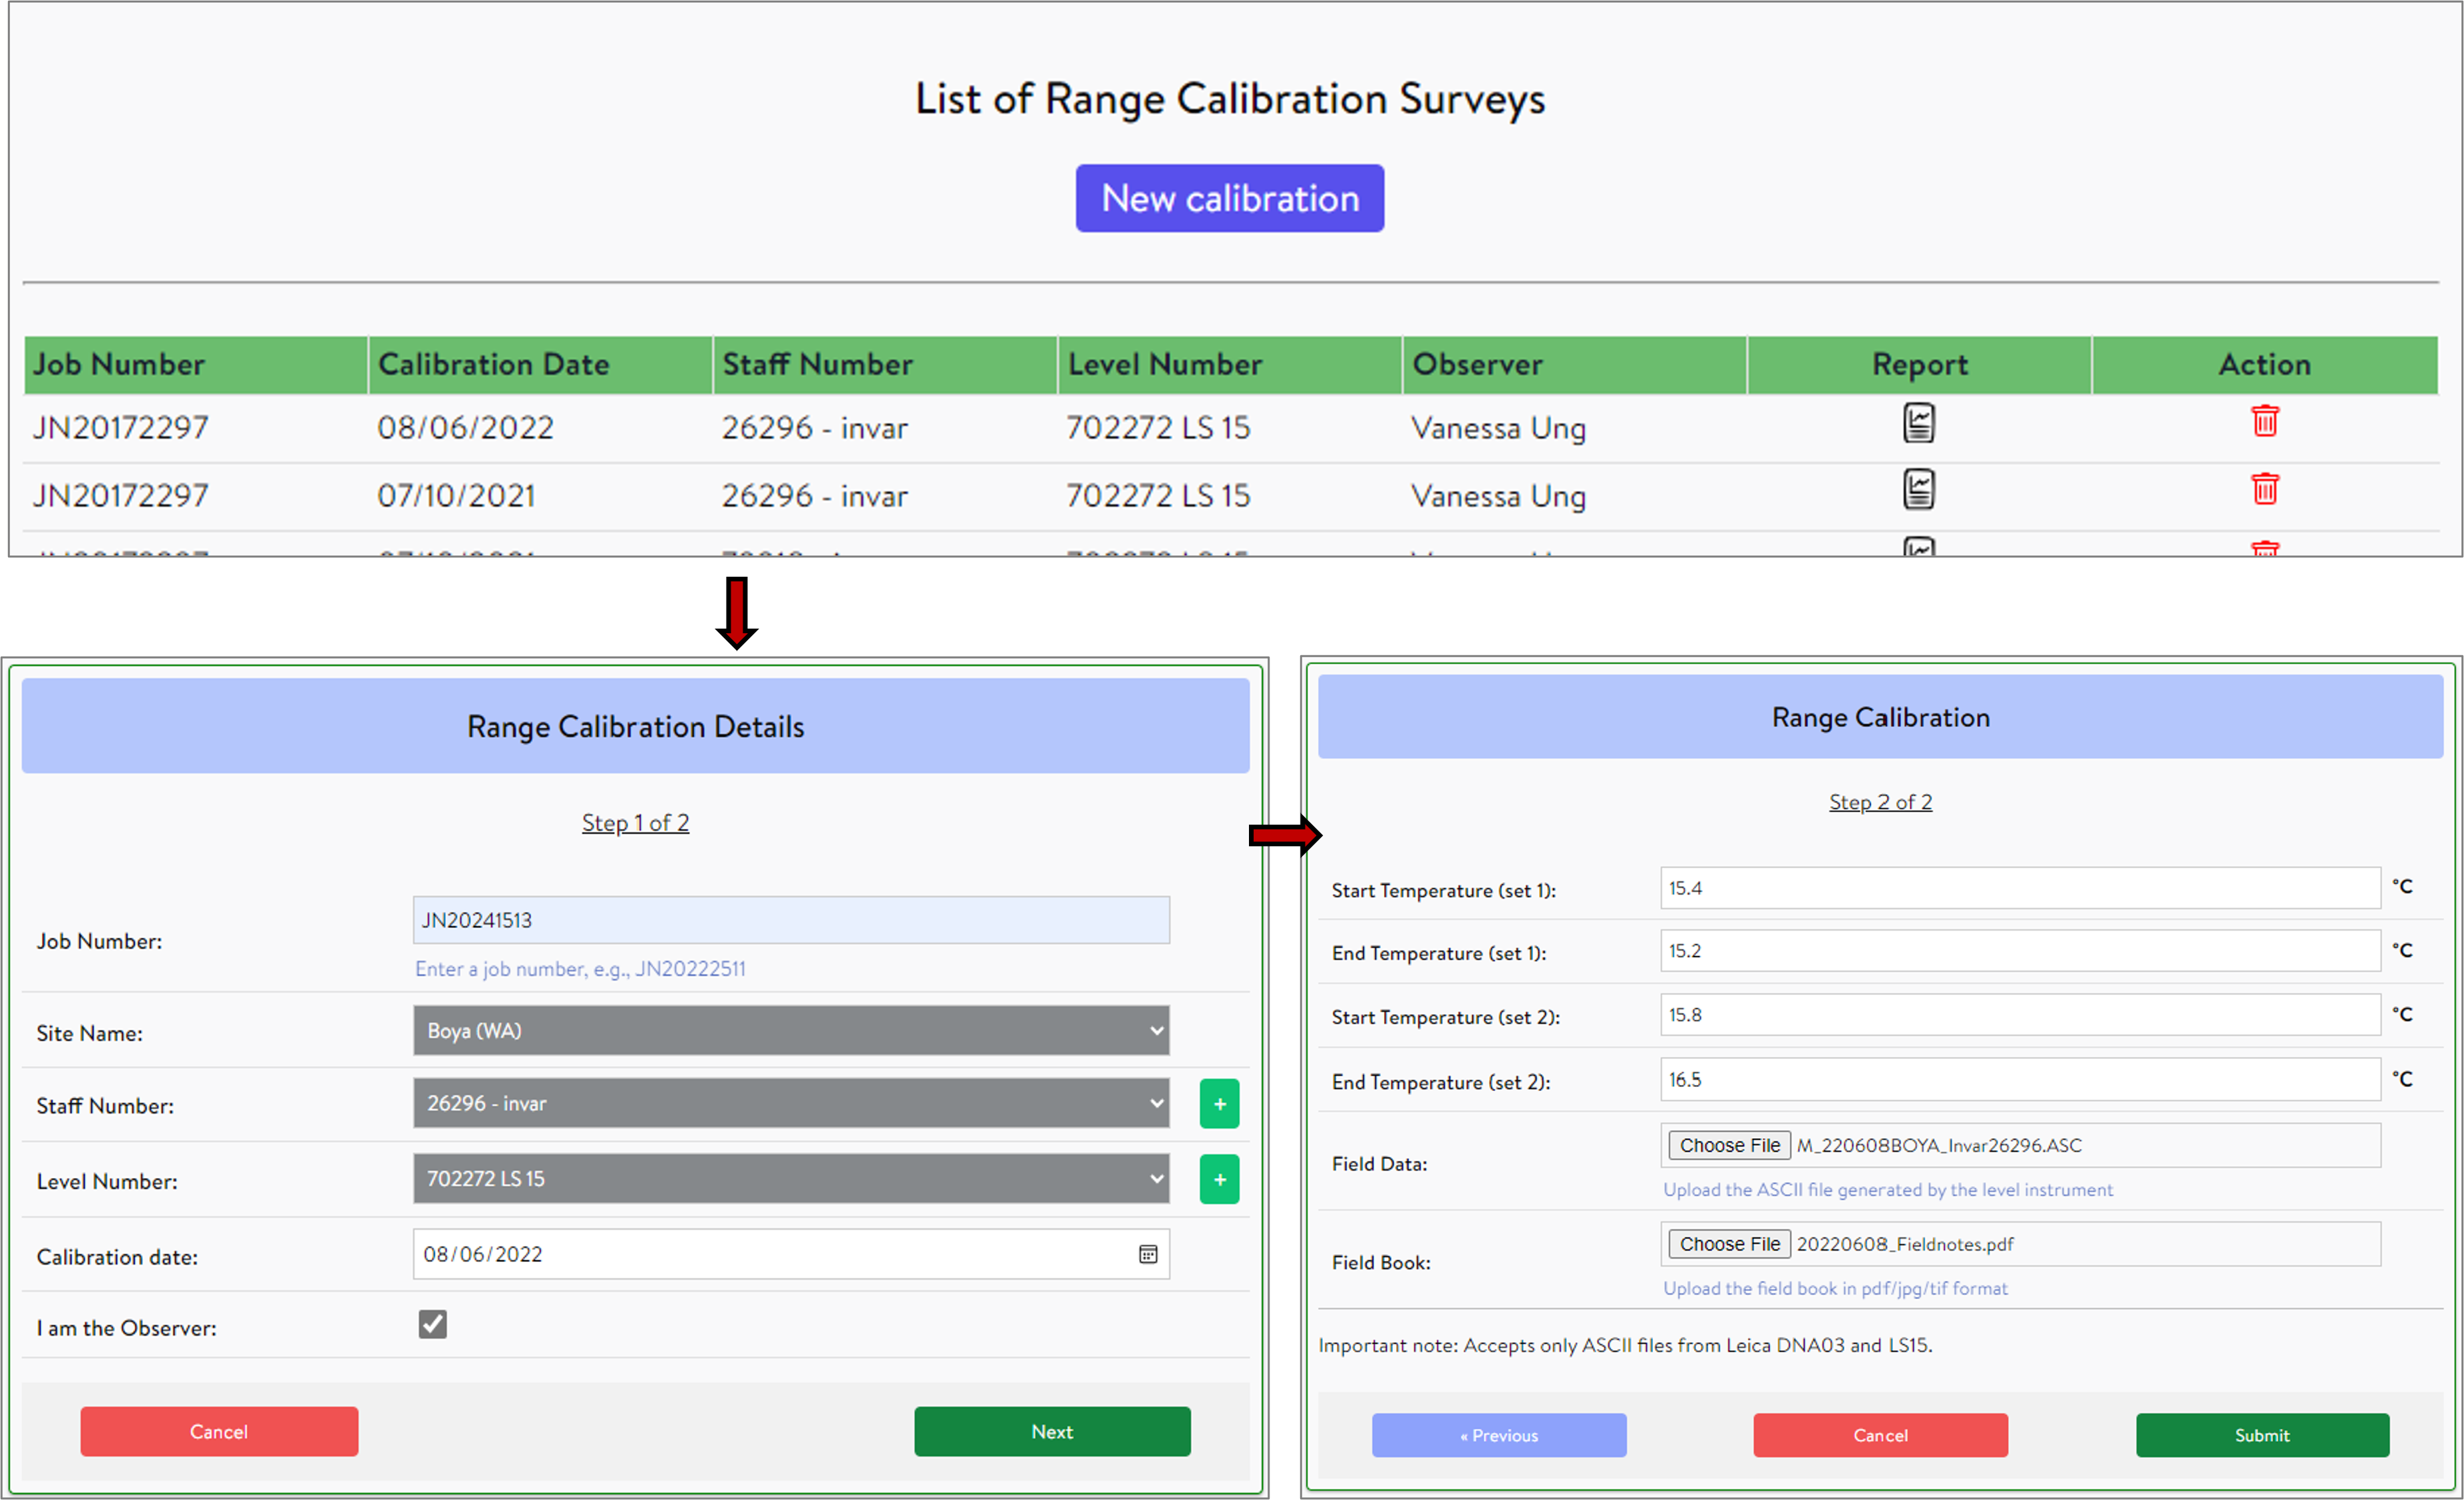 List of Range Calibration Surveys
New calibration
Job Number Calibration Date Staff Number Level Number Observer Report Action
JN20172297 08/06/2022 26296 - invar 702272 LS 15 Vanessa Ung
JN20172297 07/10/2021 26296 - invar 702272 LS 15 Vanessa Ung
Range Calibration Details
Step 1 of 2
Job Number: JN20241513
Enter a job number, e.g., JN20222511
Site Name: Boya (WA)
Staff Number: 26296 - invar +
Level Number: 702272 LS 15 +
Calibration date: 08/06/2022
I am the Observer:
Cancel Next
Range Calibration
Step 2 of 2
Start Temperature (set 1): 15.4 °C
End Temperature (set 1): 15.2 °C
Start Temperature (set 2): 15.8 °C
End Temperature (set 2): 16.5 °C
Field Data: Choose File M_220608BOYA_Invar26296.ASC
Upload the ASCII file generated by the level instrument
Field Book: Choose File 20220608_Fieldnotes.pdf
Upload the field book in pdf/jpg/tif format
Important note: Accepts only ASCII files from Leica DNA03 and LS15.
« Previous Cancel Submit